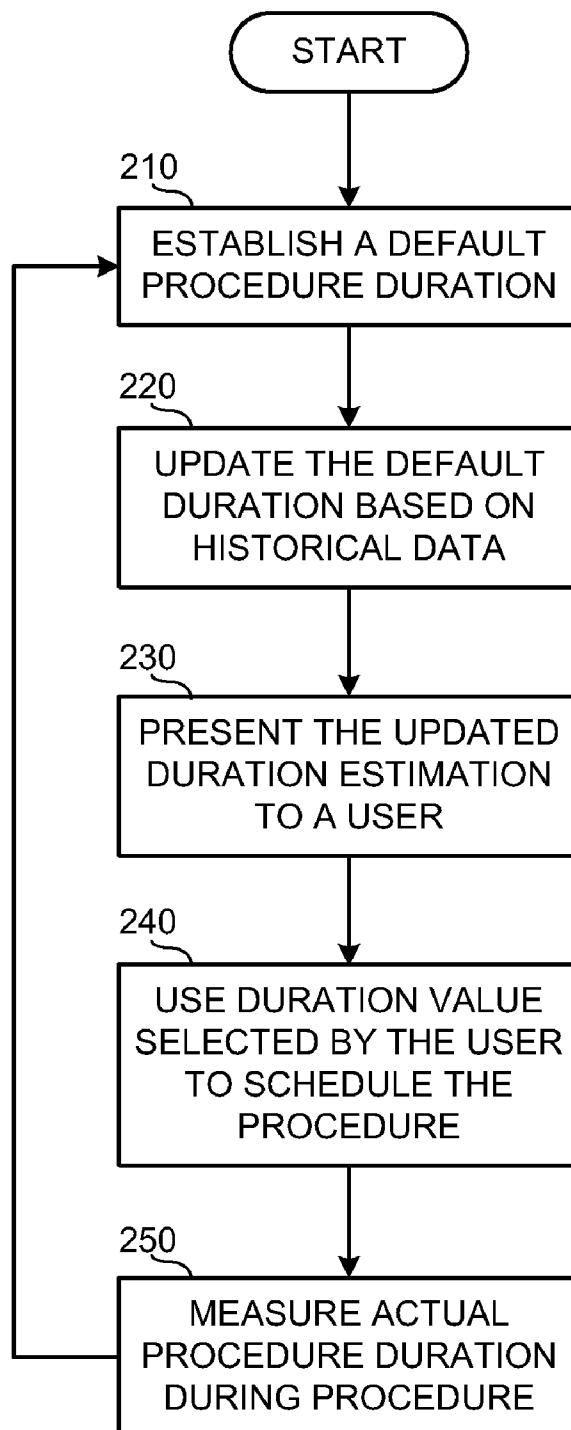 START
210
ESTABLISH A DEFAULT
PROCEDURE DURATION
220
UPDATE THE DEFAULT
DURATION BASED ON
HISTORICAL DATA
230
PRESENT THE UPDATED
DURATION ESTIMATION
TO A USER
240
USE DURATION VALUE
SELECTED BY THE USER
TO SCHEDULE THE
PROCEDURE
250
MEASURE ACTUAL
PROCEDURE DURATION
DURING PROCEDURE